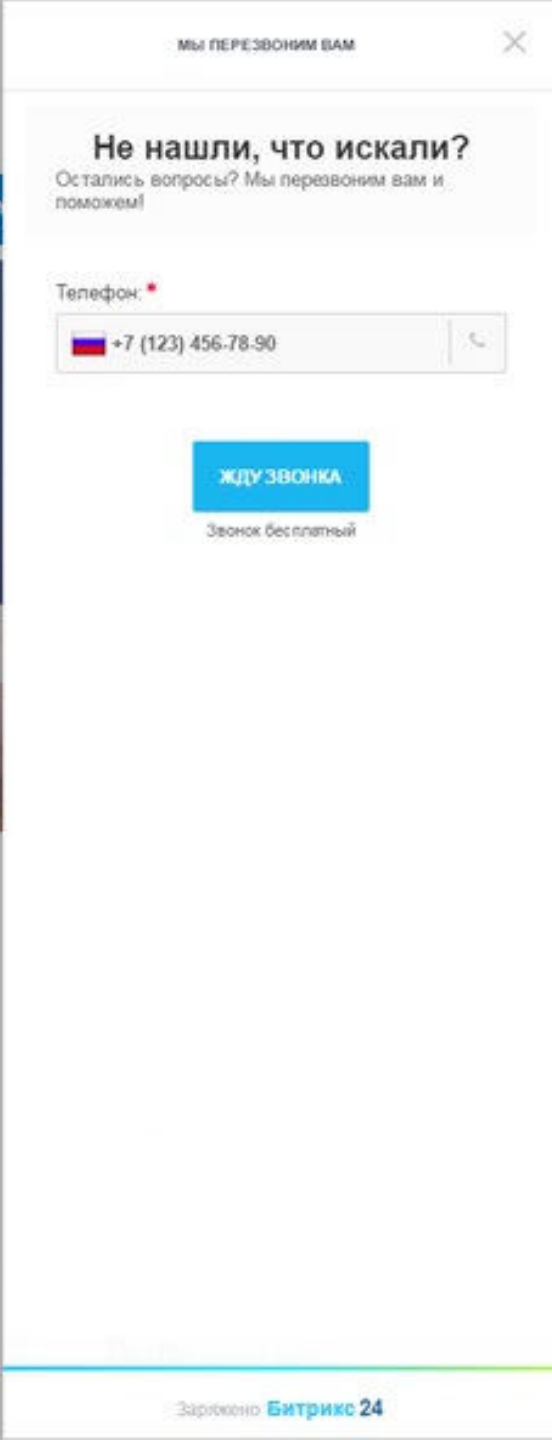 МЫ ПЕРЕЗВОНИМ ВАМ
Не нашли, что искали?
Остались вопросы? Мы перезвоним вам и
поможем!
Телефон: *
+7 (123) 456-78-90
ЖДУ ЗВОНКА
Звонок бесплатный
Заряжено Битрикс 24